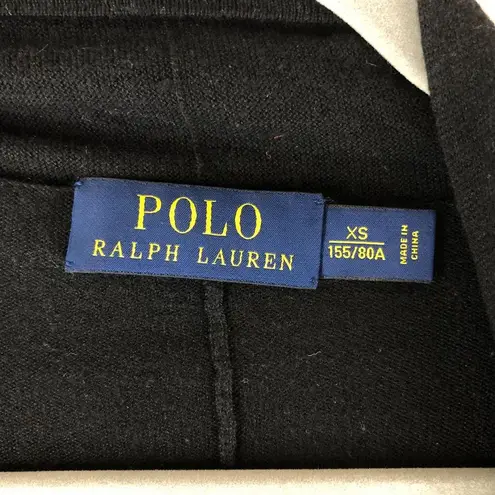 POLO
RALPH LAUREN
XS
155/80A
MADE IN
CHINA